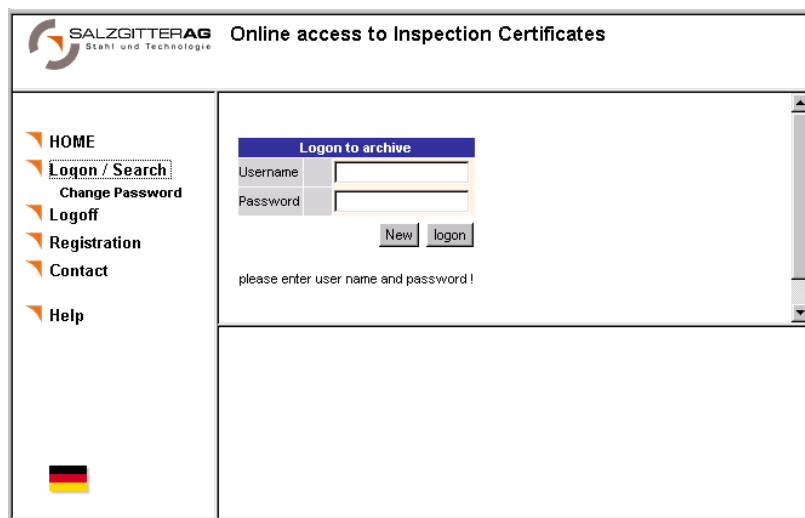 SALZGITTERAG
Stahl und Technologie
Online access to Inspection Certificates
HOME
Logon / Search
Change Password
Logoff
Registration
Contact
Help
Logon to archive
Username
Password
New logon
please enter user name and password !